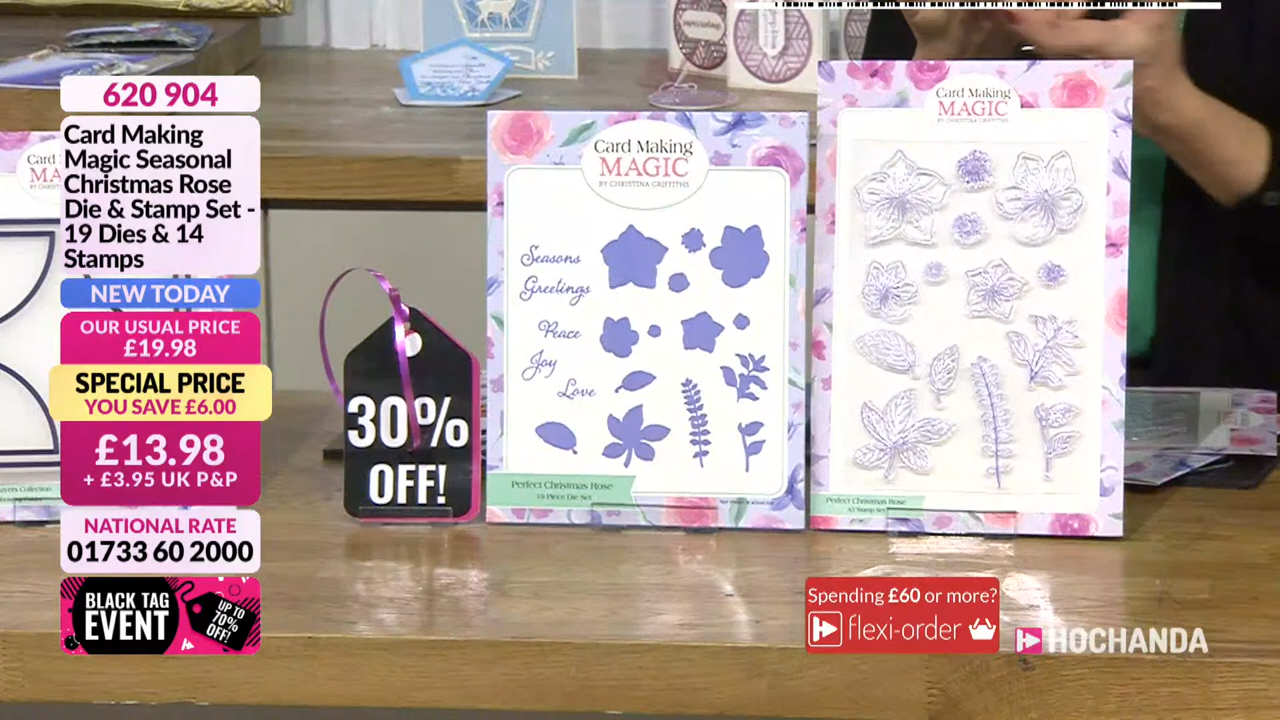 620 904
Card Making
Magic Seasonal
Christmas Rose
Die & Stamp Set -
19 Dies & 14
Stamps
NEW TODAY
OUR USUAL PRICE
£19.98
SPECIAL PRICE
YOU SAVE £6.00
£13.98
+ £3.95 UK P&P
NATIONAL RATE
01733 60 2000
BLACK TAG
EVENT
UP TO
70%
OFF!
30%
OFF!
Card Making
MAGIC
BY CHRISTINA GRIFFITHS
Seasons
Greetings
Peace
Joy
Love
Perfect Christmas Rose
19 Piece Die Set
Card Making
MAGIC
BY CHRISTINA GRIFFITHS
Perfect Christmas Rose
A5 Stamp Set
Spending £60 or more?
flexi-order
HOCHANDA